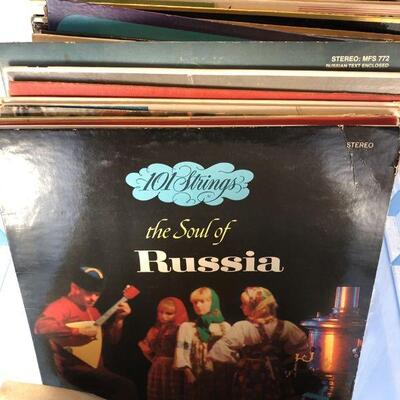 STEREO: MFS 772
RUSSIAN TEXT ENCLOSED
STEREO
101 Strings
the Soul of
Russia